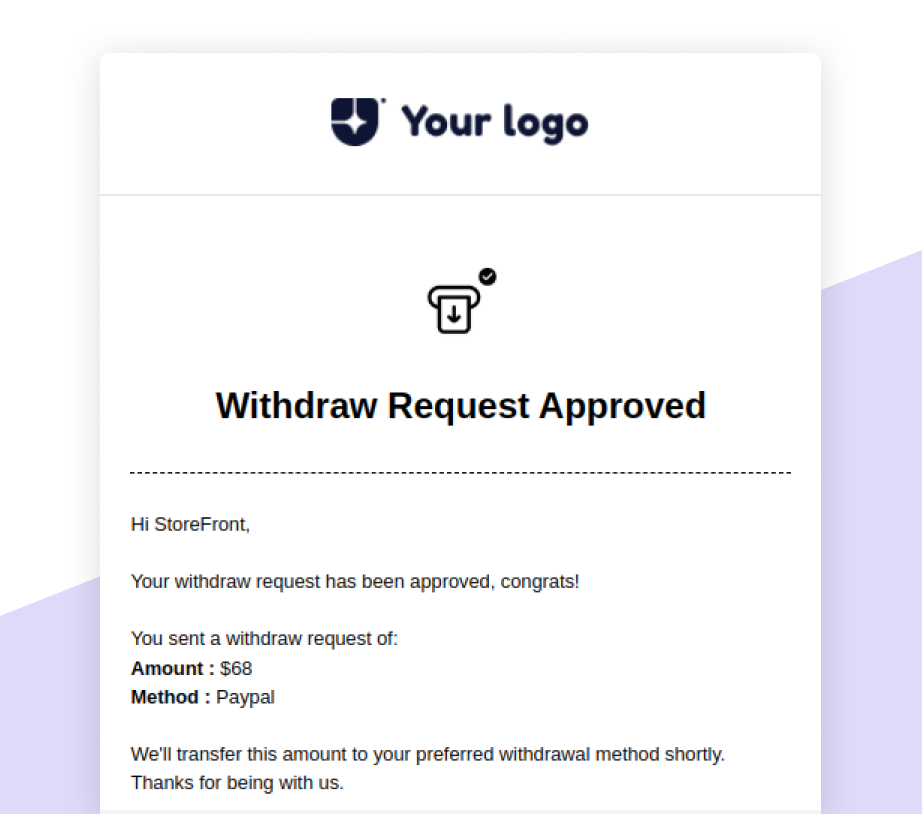 Your logo
Withdraw Request Approved
Hi StoreFront,
Your withdraw request has been approved, congrats!
You sent a withdraw request of:
Amount : $68
Method : Paypal
We'll transfer this amount to your preferred withdrawal method shortly.
Thanks for being with us.